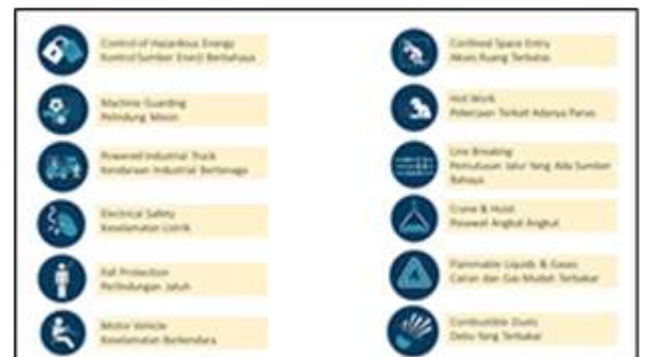 Control of Hazardous Energy
Kontrol Sumber Energi Berbahaya
Machine Guarding
Pelindung Mesin
Powered Industrial Truck
Kendaraan Industrial Bertenaga
Electrical Safety
Keselamatan Listrik
Fall Protection
Perlindungan Jatuh
Motor Vehicle
Keselamatan Berkendara
Confined Space Entry
Akses Ruang Terbatas
Hot Work
Pekerjaan Terkait Adanya Panas
Line Breaking
Pemutusan Jalur Yang Ada Sumber
Bahaya
Crane & Hoist
Pesawat Angkat Angkut
Flammable Liquids & Gases
Cairan dan Gas Mudah Terbakar
Combustible Dusts
Debu Yang Terbakar